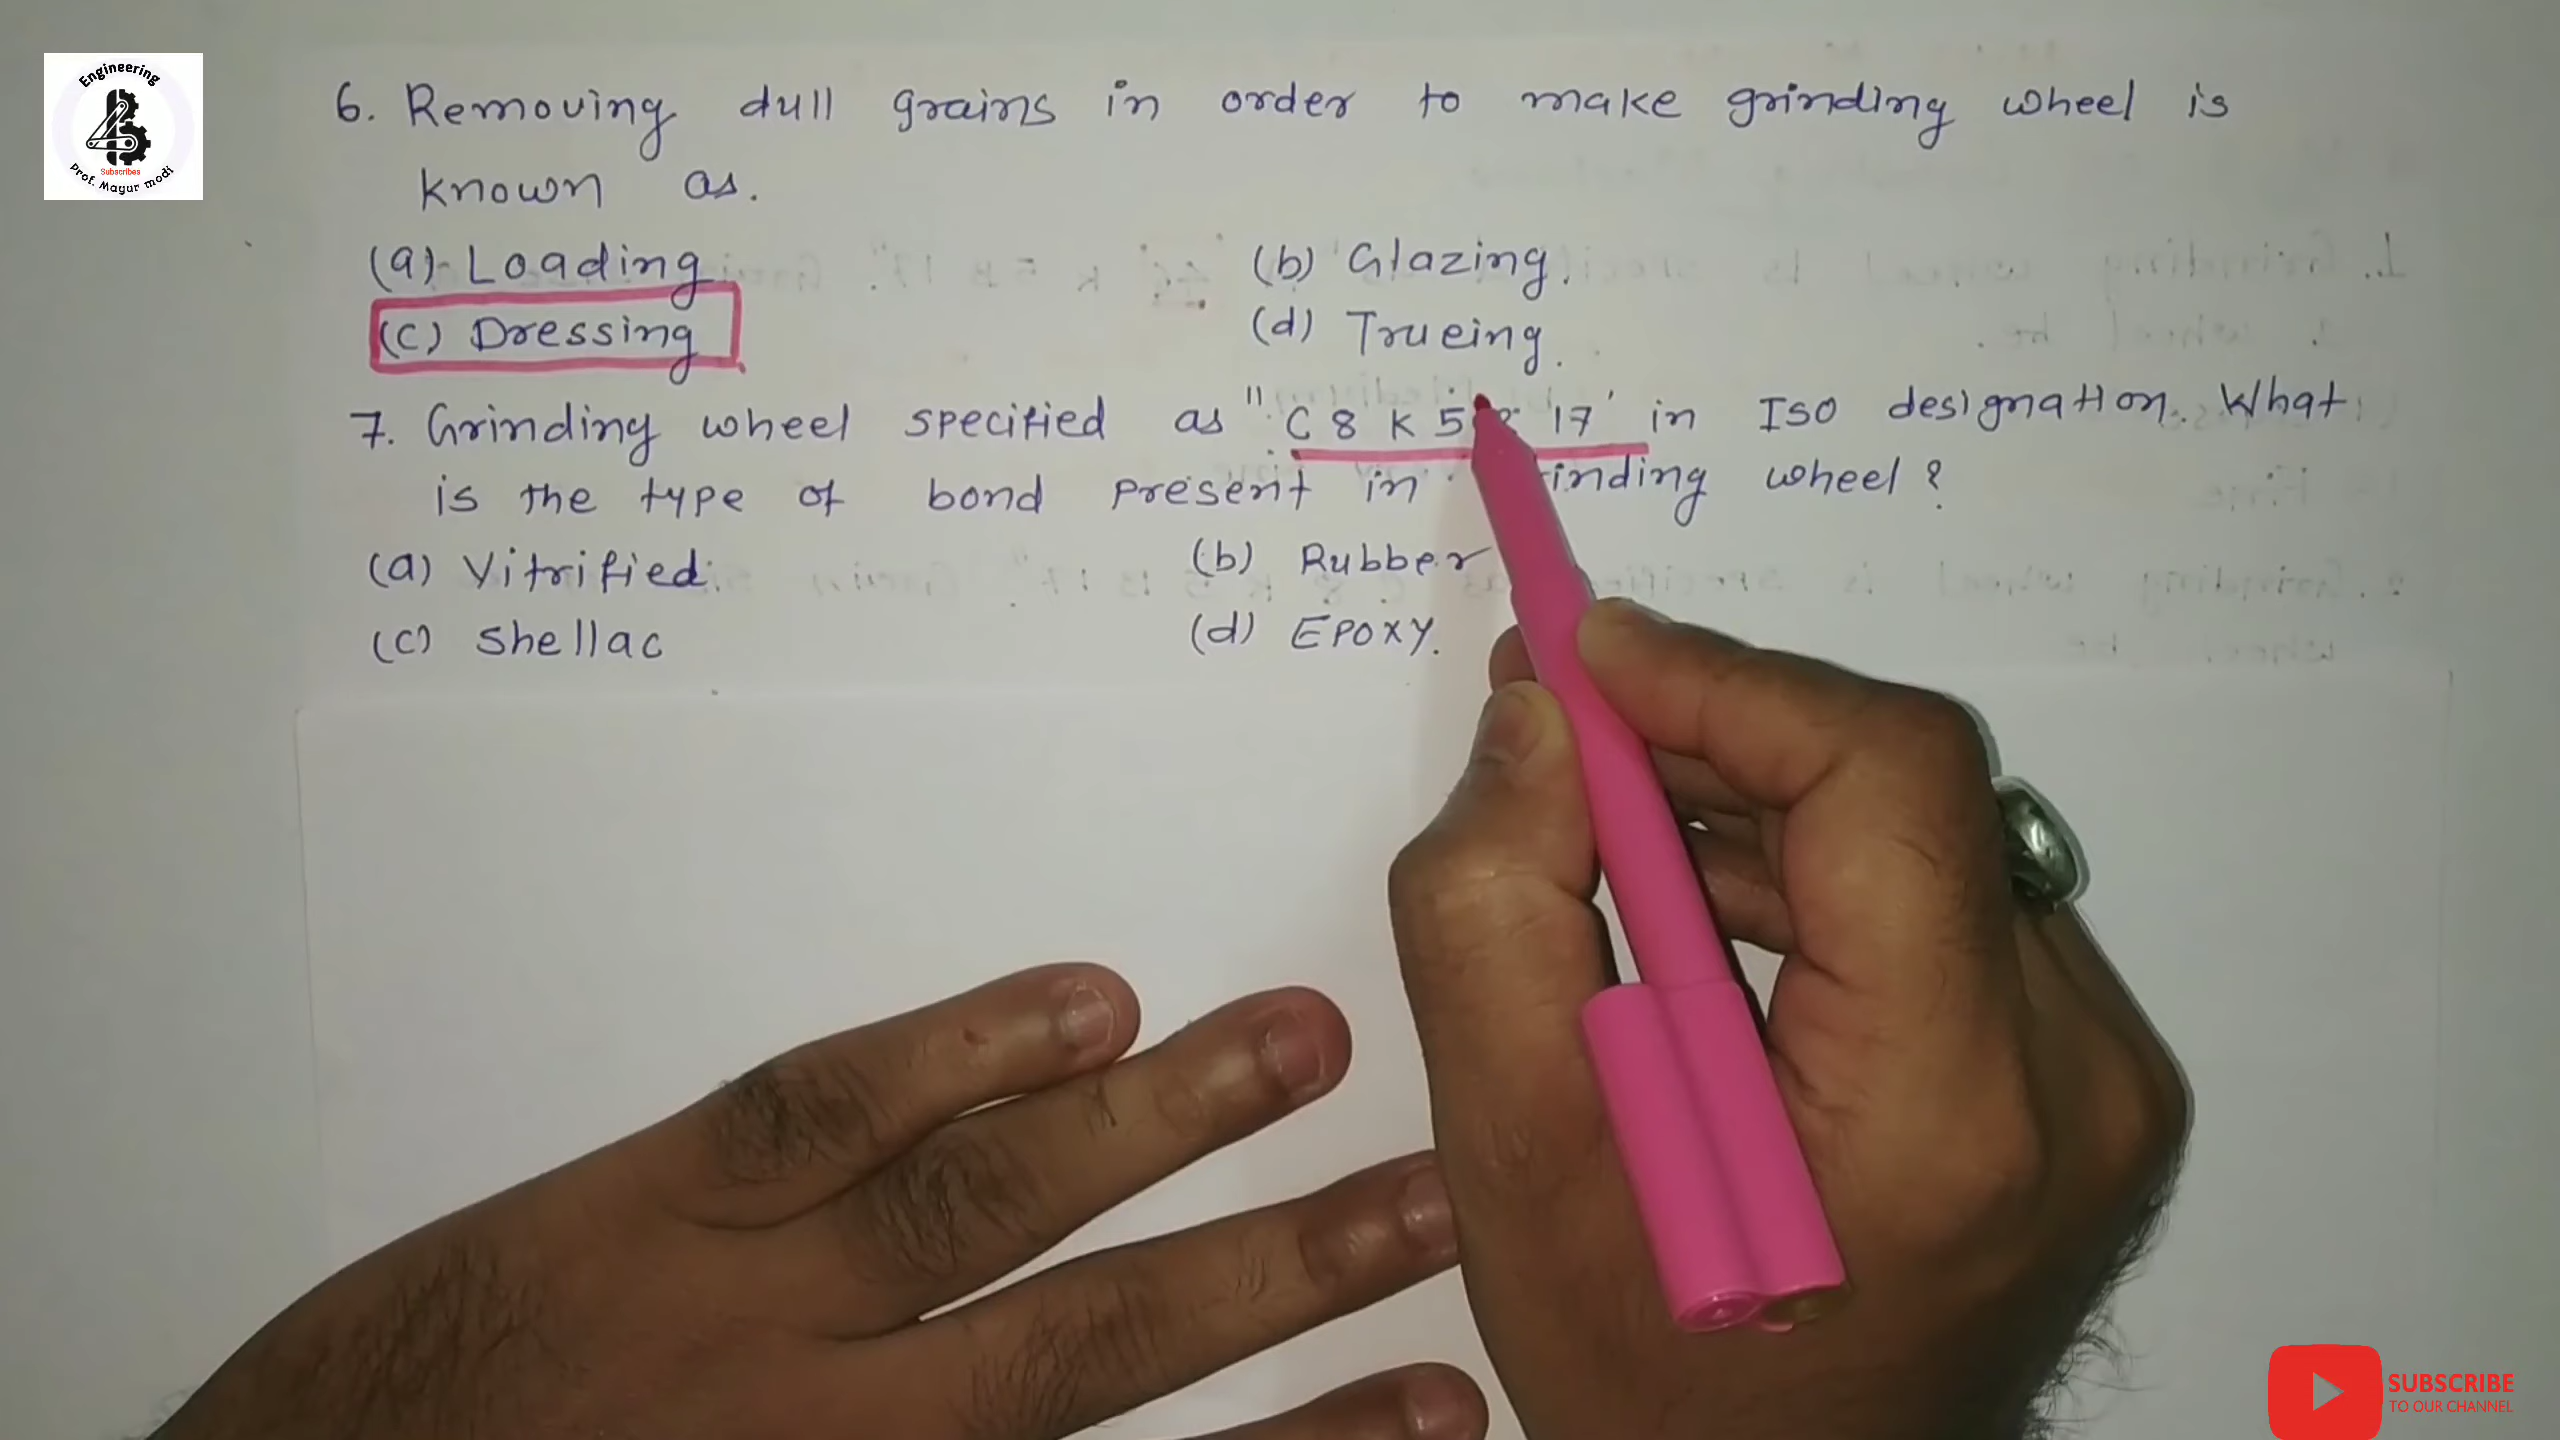 Engineering
Subscribes
Prof. Mayur modi
6. Removing dull grains in order to make grinding wheel is
known as.
(a) Loading
(b) Glazing.
(c) Dressing
(d) Trueing.
7. Grinding wheel specified as "C 8 K 5 17' in ISO designation. What
is the type of bond present in wheel?
(a) Vitrified.
(b) Rubber
(c) Shellac
(d) Epoxy.
SUBSCRIBE
TO OUR CHANNEL